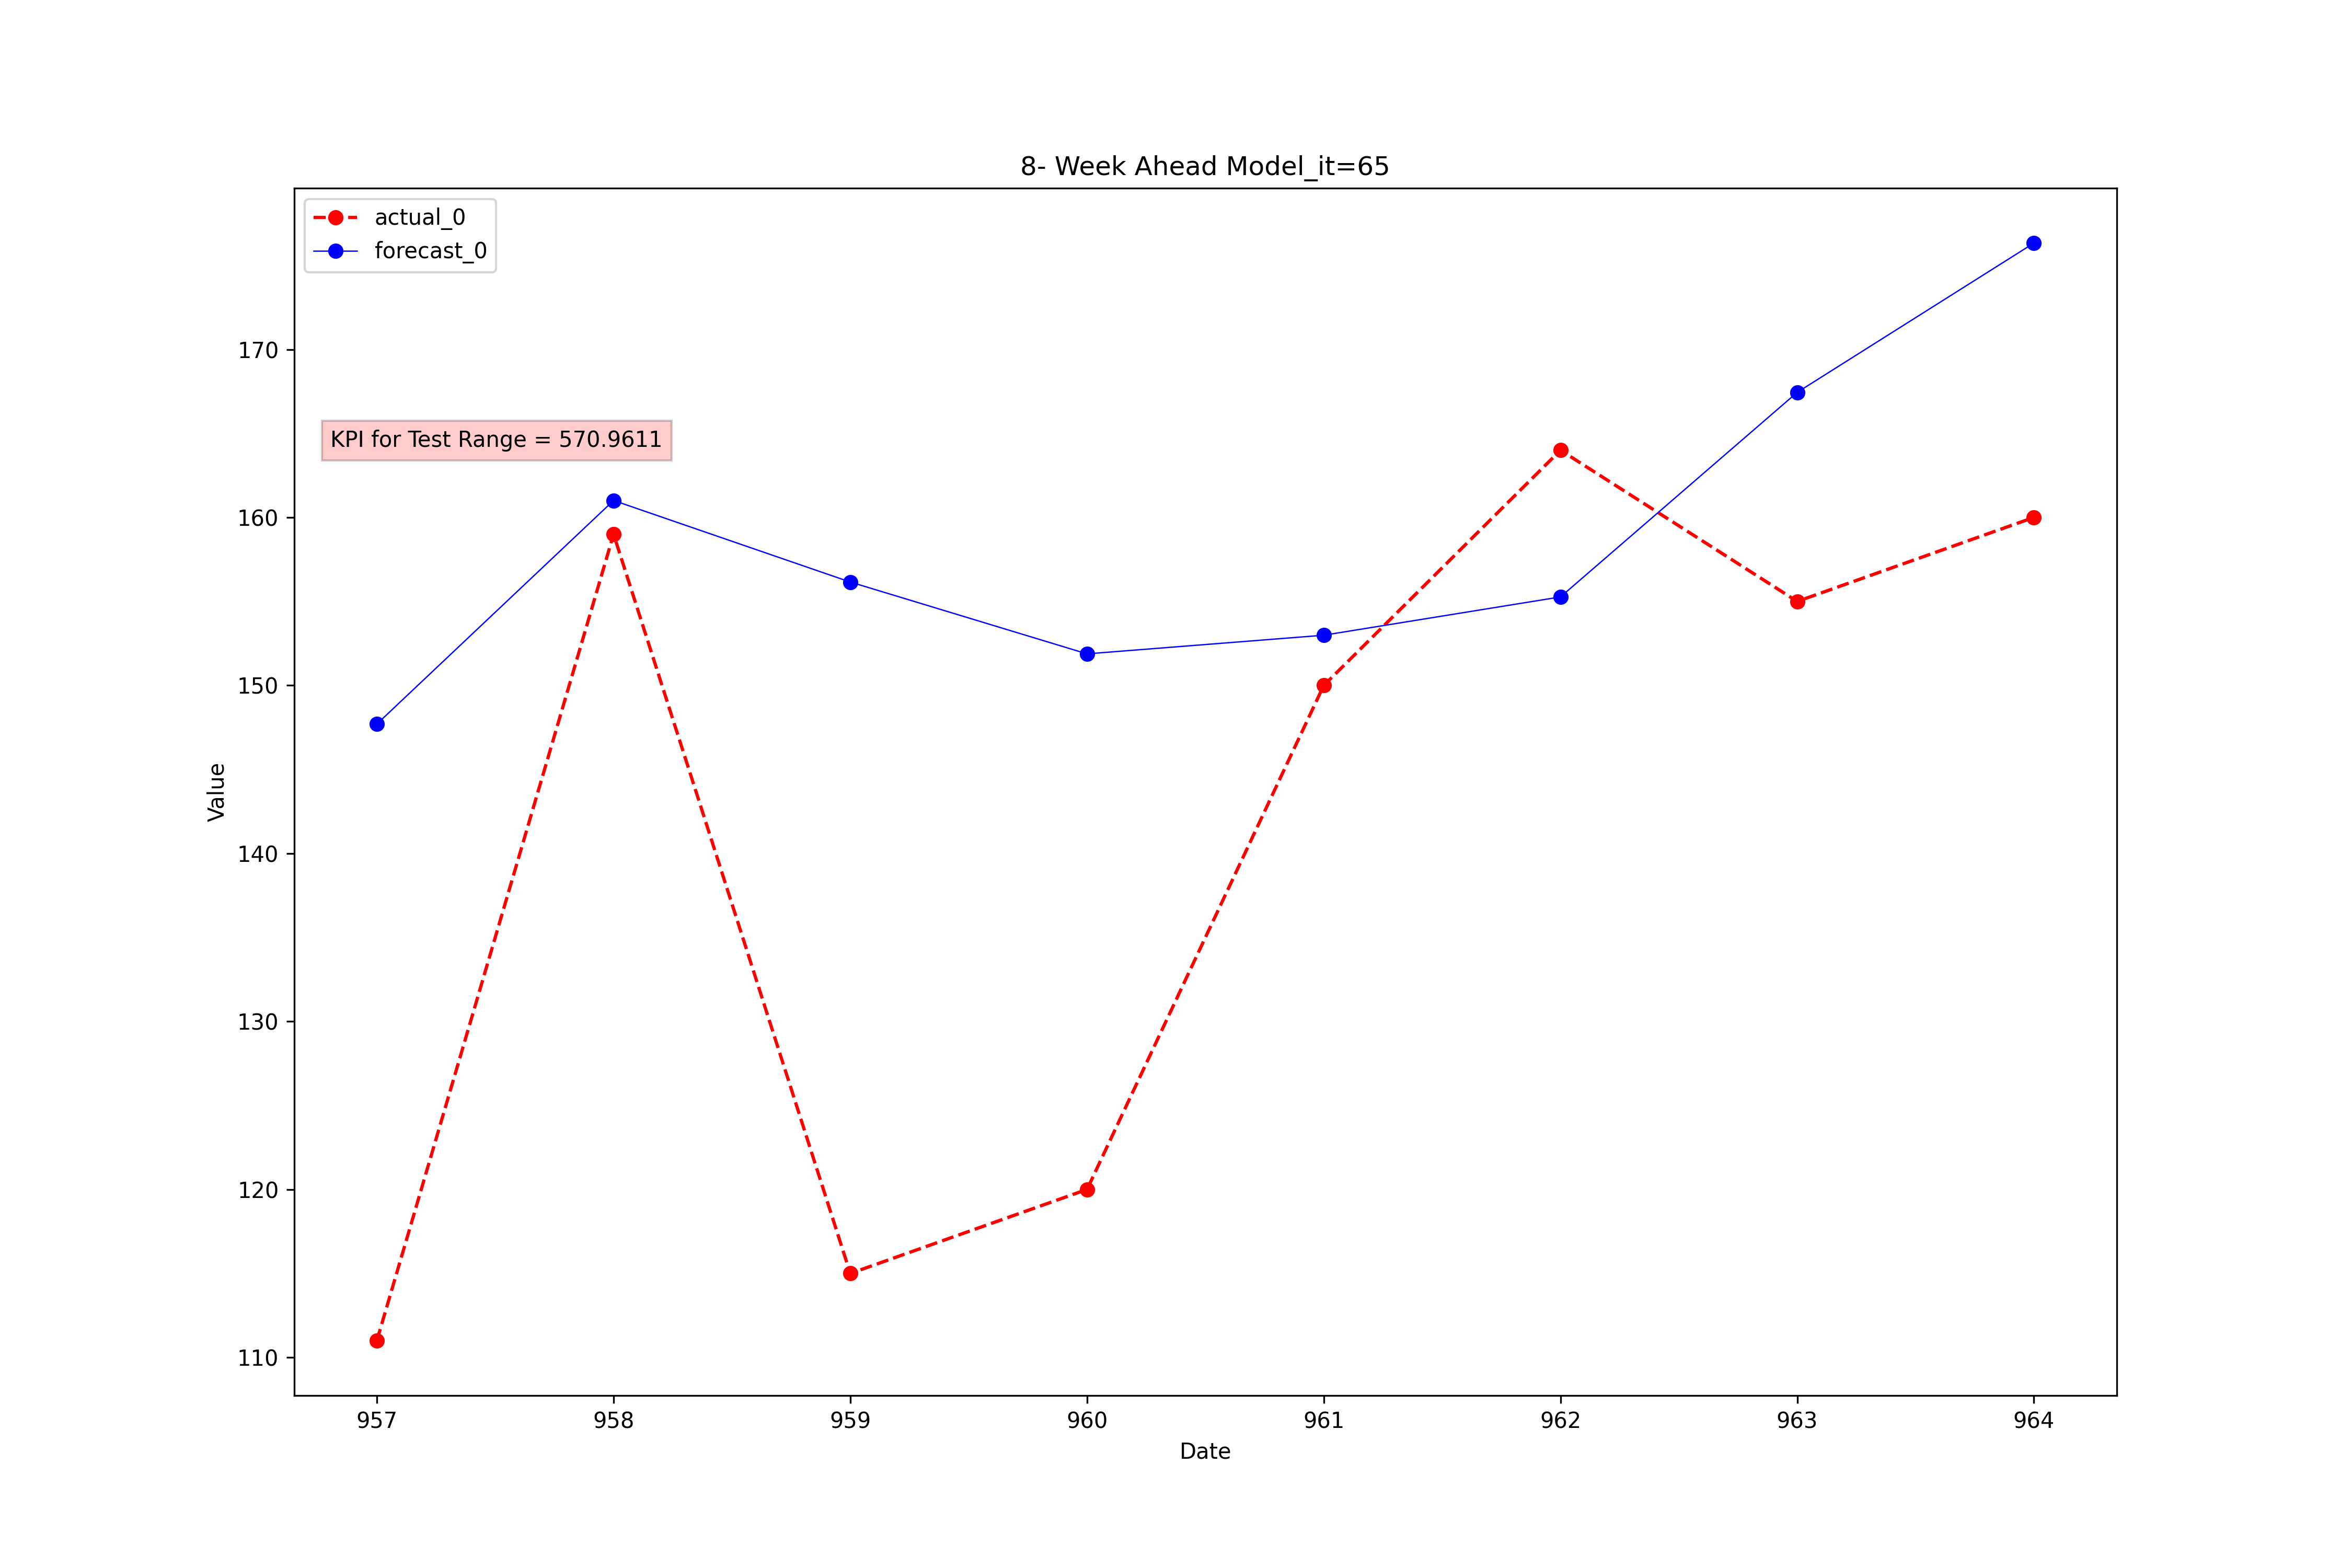 8- Week Ahead Model_it=65
actual_0
forecast_0
KPI for Test Range = 570.9611
Value
170
160
150
140
130
120
110
957 958 959 960 961 962 963 964
Date